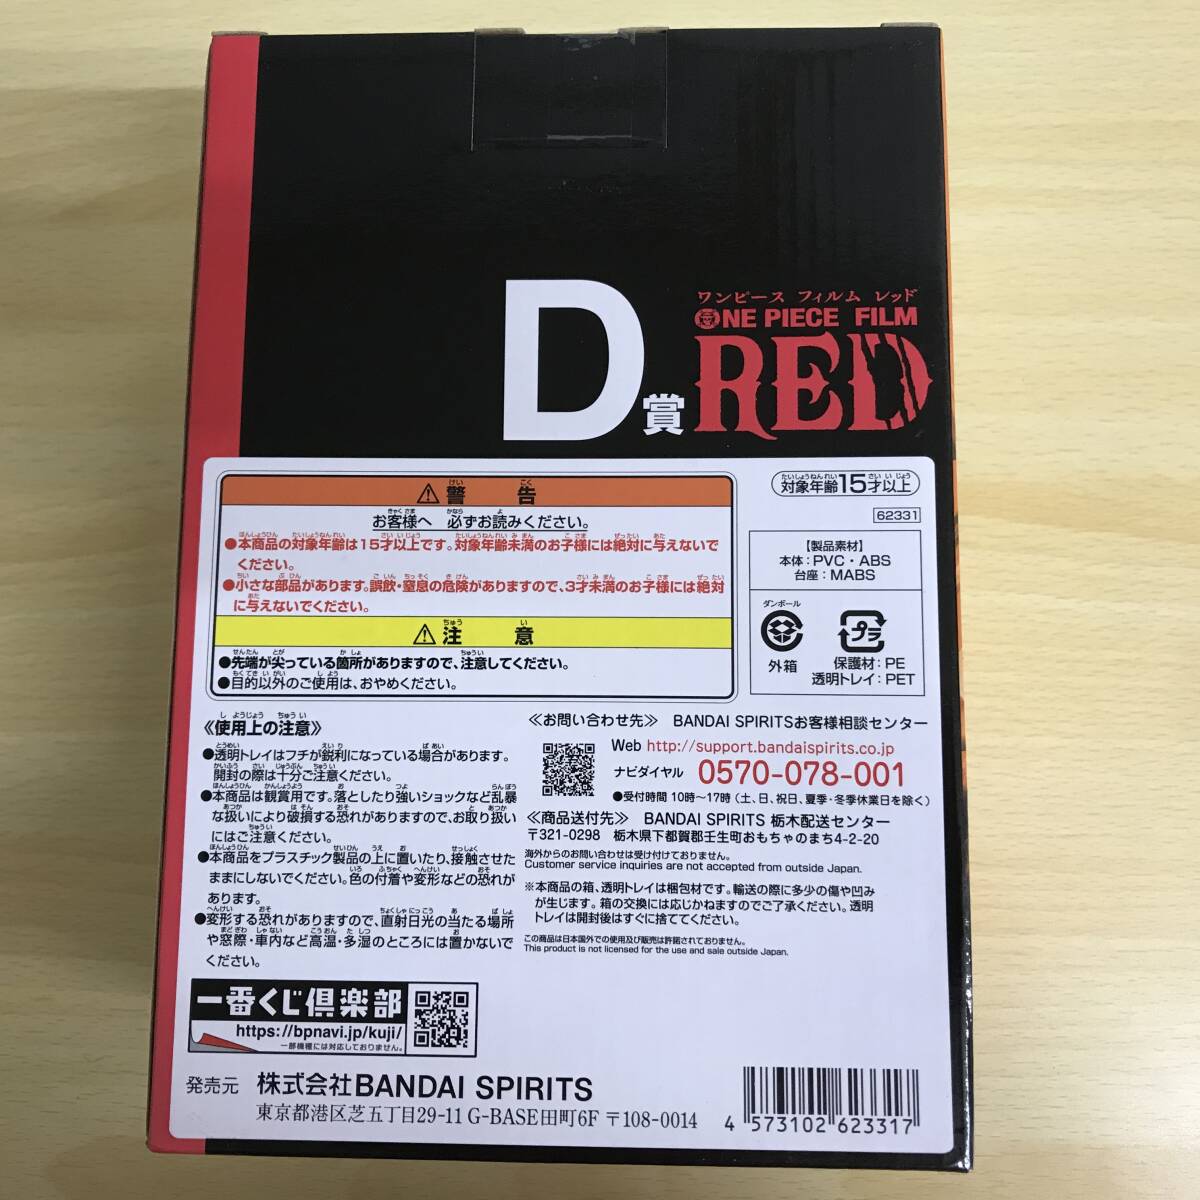 ワンピース フィルム レッド
ONE PIECE FILM
RED
D賞
⚠警告
お客様へ 必ずお読みください。
●本商品の対象年齢は15才以上です。対象年齢未満のお子様には絶対に与えないで
ください。
●小さな部品があります。誤飲・窒息の危険がありますので、3才未満のお子様には絶対
に与えないでください。
⚠注意
●先端が尖っている箇所がありますので、注意してください。
●目的以外のご使用は、おやめください。
対象年齢15才以上
62331
【製品素材】
本体：PVC・ABS
台座：MABS
ダンボール
外箱
プラ
保護材：PE
透明トレイ：PET
《使用上の注意》
●透明トレイはフチが鋭利になっている場合があります。
開封の際は十分ご注意ください。
●本商品は観賞用です。落としたり強いショックなど乱暴
な扱いにより破損する恐れがありますので、お取り扱い
にはご注意ください。
●本商品をプラスチック製品の上に置いたり、接触させた
ままにしないでください。色の付着や変形などの恐れが
あります。
●変形する恐れがありますので、直射日光の当たる場所
や窓際・車内など高温・多湿のところには置かないで
ください。
≪お問い合わせ先≫ BANDAI SPIRITSお客様相談センター
Web http://support.bandaispirits.co.jp
ナビダイヤル 0570-078-001
●受付時間 10時～17時（土、日、祝日、夏季・冬季休業日を除く）
≪商品送付先≫ BANDAI SPIRITS 栃木配送センター
〒321-0298 栃木県下都賀郡壬生町おもちゃのまち4-2-20
海外からのお問い合わせは受け付けておりません。
Customer service inquiries are not accepted from outside Japan.
※本商品の箱、透明トレイは梱包材です。輸送の際に多少の傷や凹み
が生じます。箱の交換には応じかねますのでご了承ください。透明
トレイは開封後はすぐに捨ててください。
この商品は日本国外での使用及び販売は許諾されておりません。
This product is not licensed for the use and sale outside Japan.
一番くじ倶楽部
https://bpnavi.jp/kuji/
一部機種には対応しておりません。
発売元 株式会社BANDAI SPIRITS
東京都港区芝五丁目29-11 G-BASE田町6F 〒108-0014
4 573102 623317